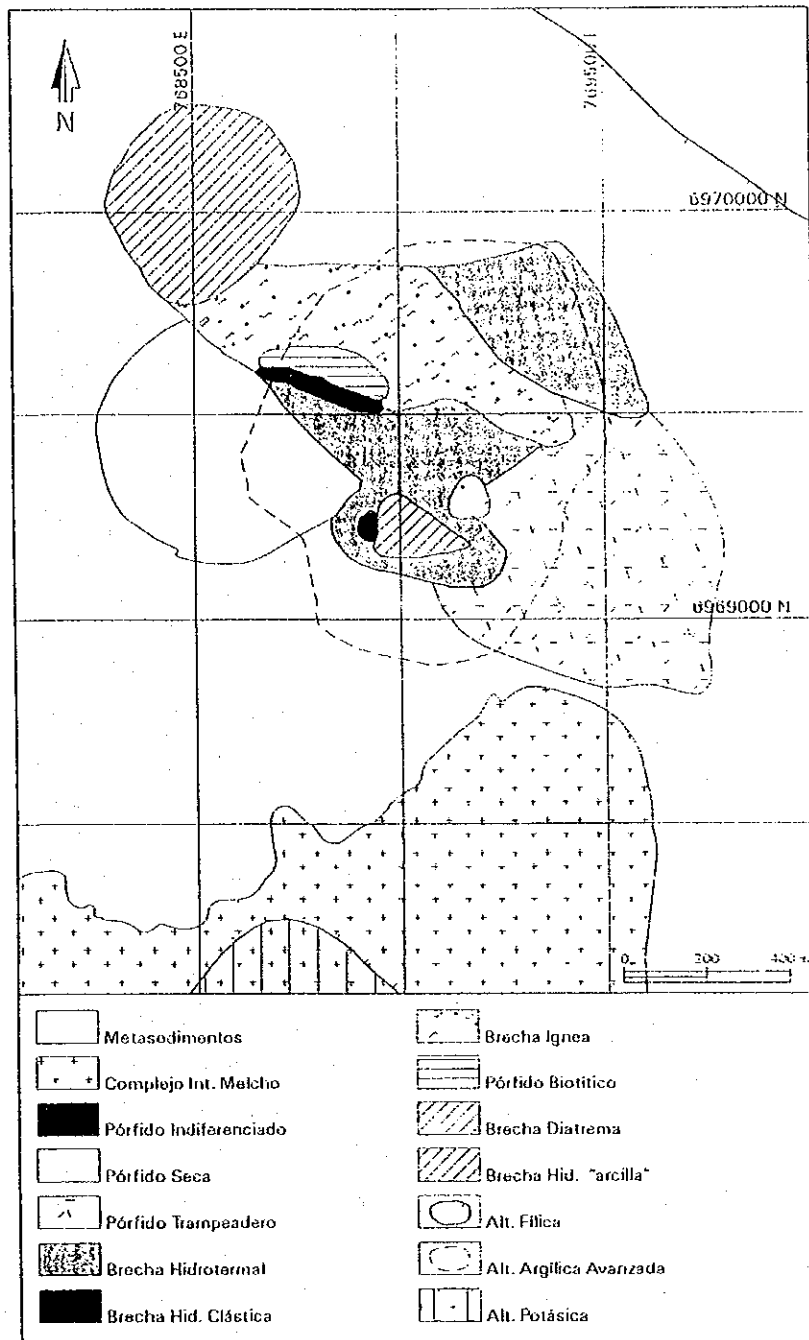 N
768500 E
769500 E
6970000 N
6969000 N
0 200 400 m
Metasedimentos
Complejo Int. Melcho
Pórfido Indiferenciado
Pórfido Seca
Pórfido Trampeadero
Brecha Hidrotermal
Brecha Hid. Clástica
Brecha Ignea
Pórfido Biotítico
Brecha Diatrema
Brecha Hid. "arcilla"
Alt. Fílica
Alt. Argílica Avanzada
Alt. Potásica